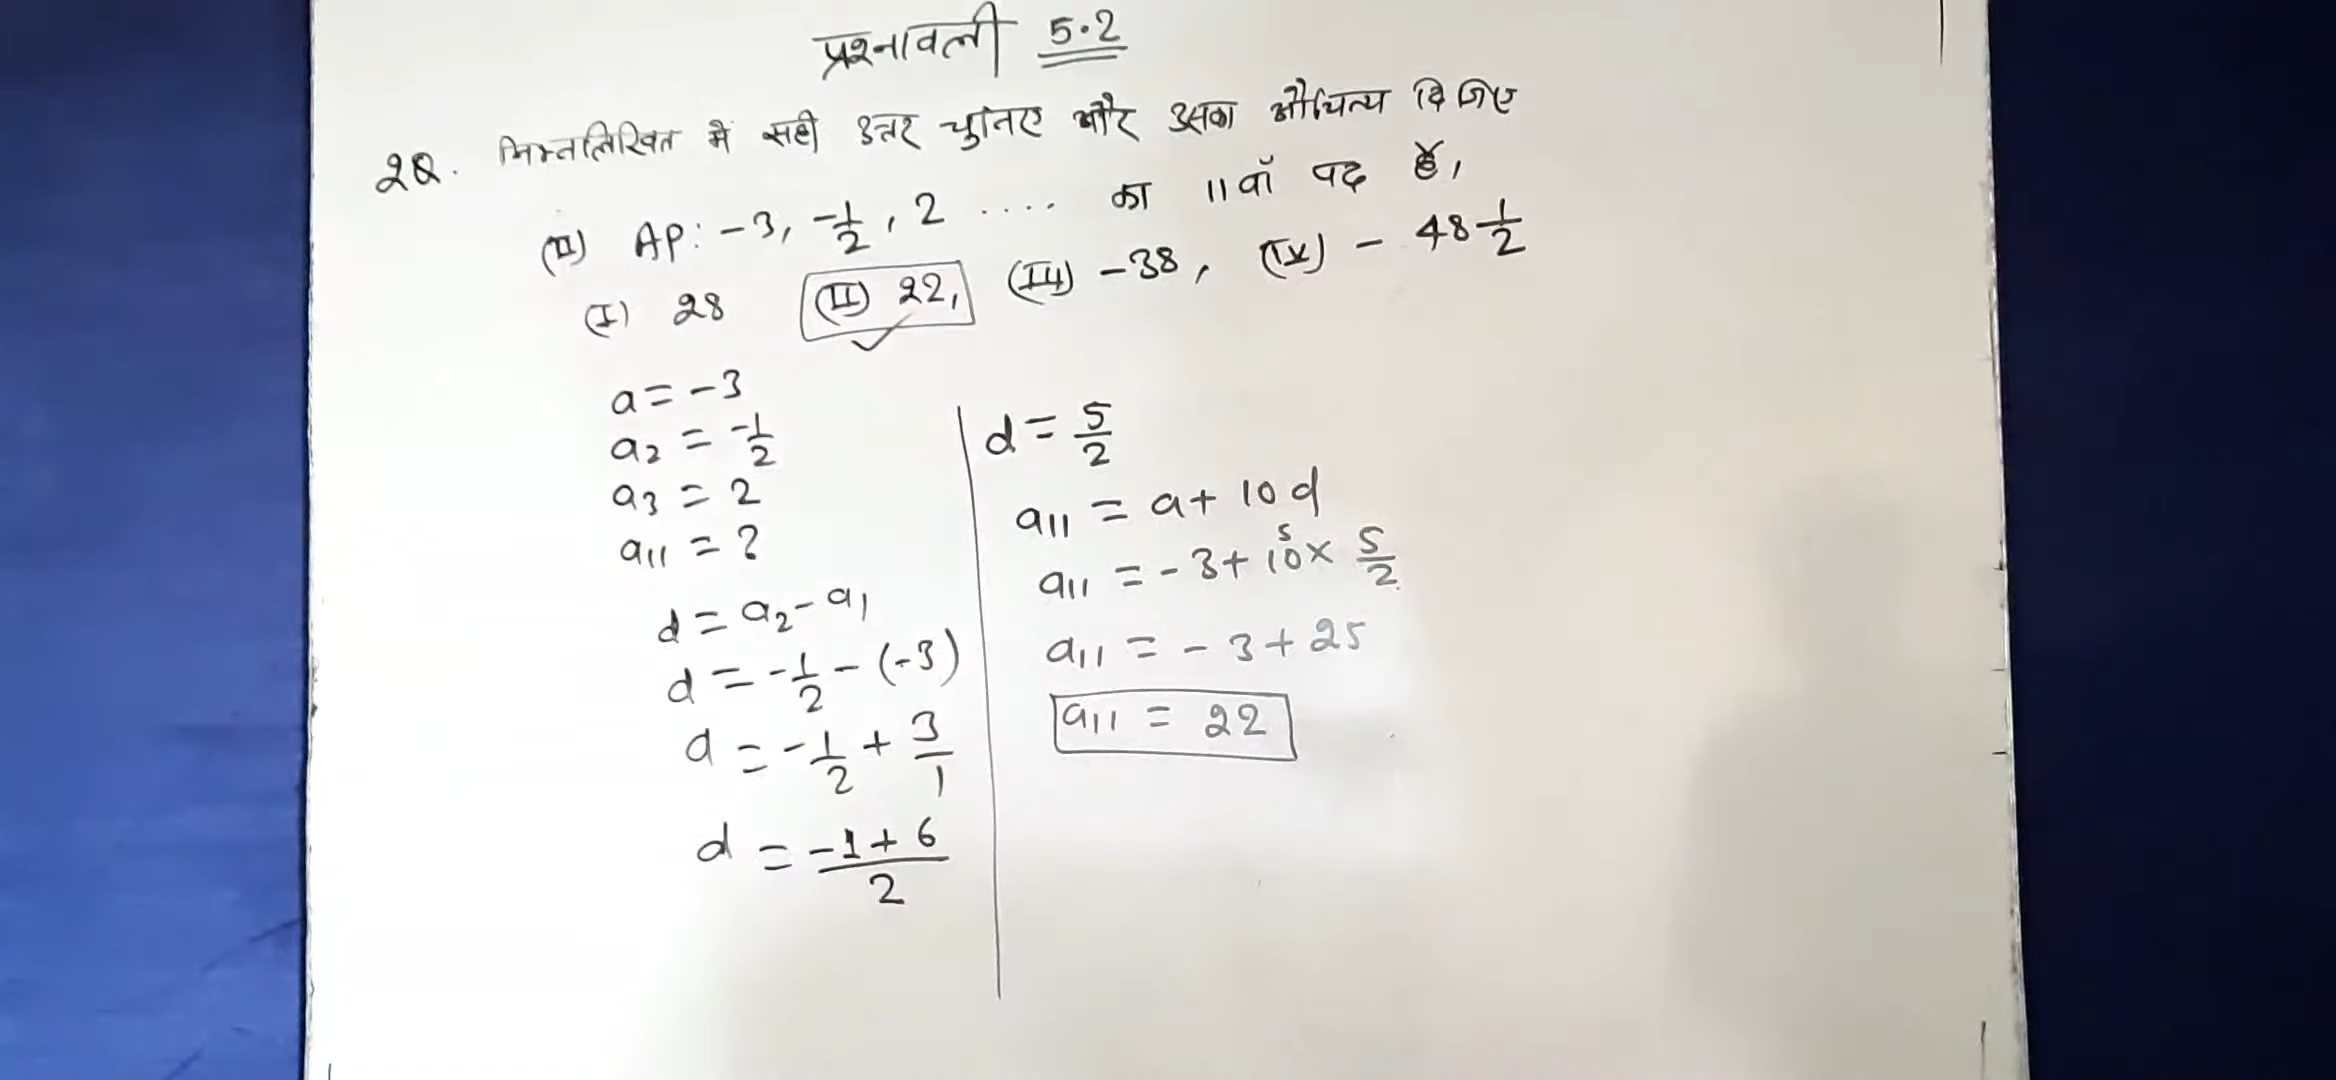 प्रश्नावली 5.2
2Q. निम्नलिखित में सही उत्तर चुनिए और उसका औचित्य दिजिए
(II) AP: -3, -1/2, 2 .... का 11वाँ पद है,
(I) 28 (II) 22, (III) -38, (IV) - 48 1/2
a = -3
a2 = -1/2
a3 = 2
a11 = ?
d = a2 - a1
d = -1/2 - (-3)
d = -1/2 + 3/1
d = -1+6/2
d = 5/2
a11 = a + 10d
a11 = -3 + 10 5 × 5/2
a11 = -3 + 25
a11 = 22